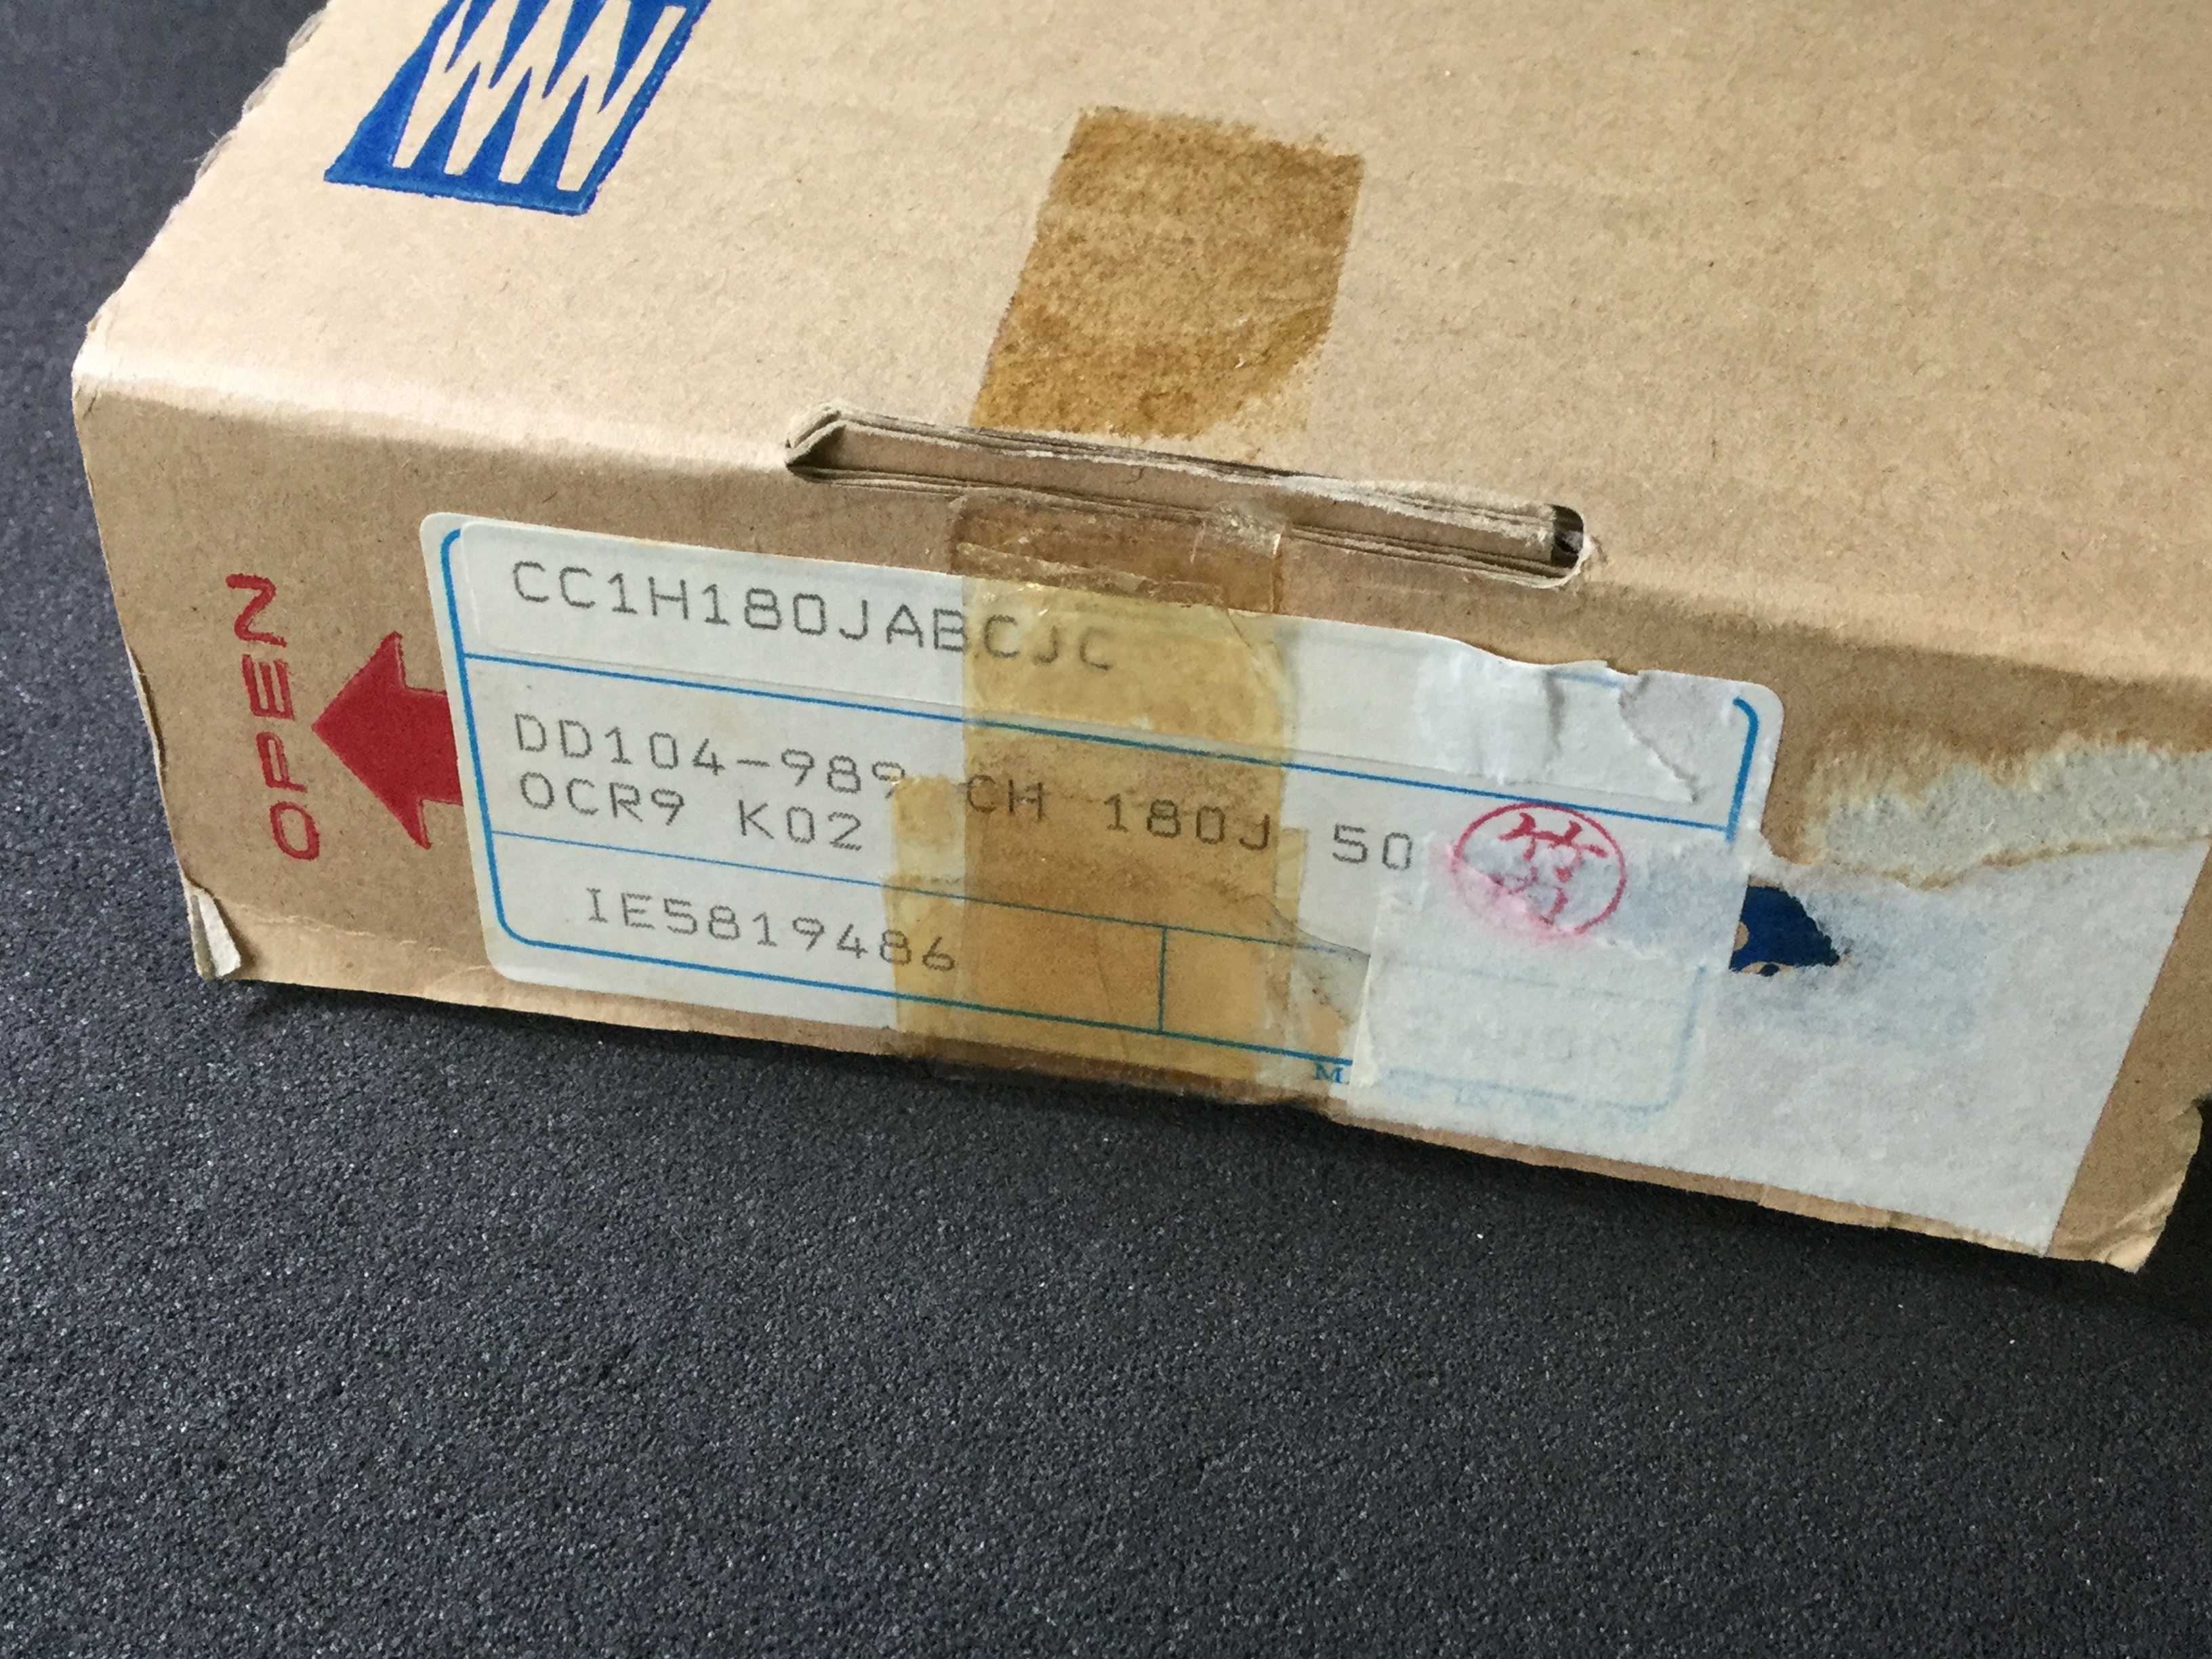 OPEN
CC1H180JABCJC
DD104-989 CH 180J 50
OCR9 K02
IE5819486